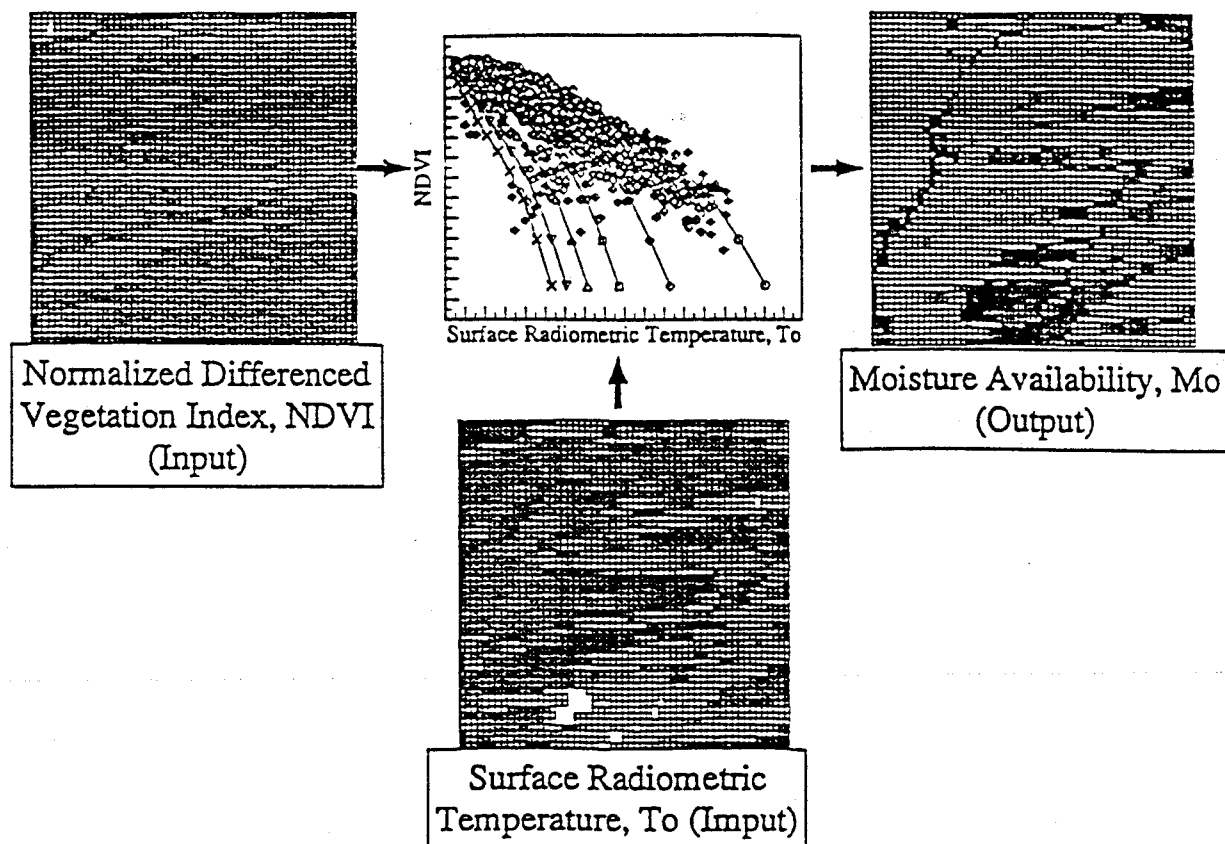 NDVI
Surface Radiometric Temperature, To
Normalized Differenced
Vegetation Index, NDVI
(Input)
Moisture Availability, Mo
(Output)
Surface Radiometric
Temperature, To (Imput)